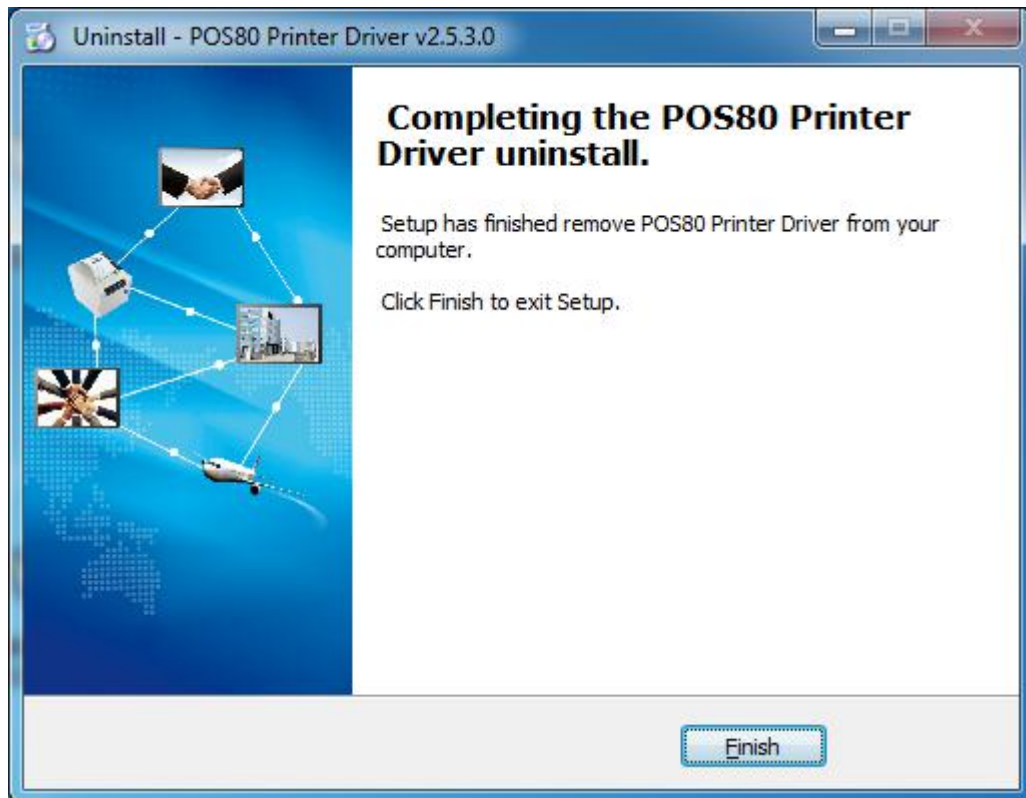 Uninstall - POS80 Printer Driver v2.5.3.0
Completing the POS80 Printer
Driver uninstall.
Setup has finished remove POS80 Printer Driver from your
computer.
Click Finish to exit Setup.
Finish